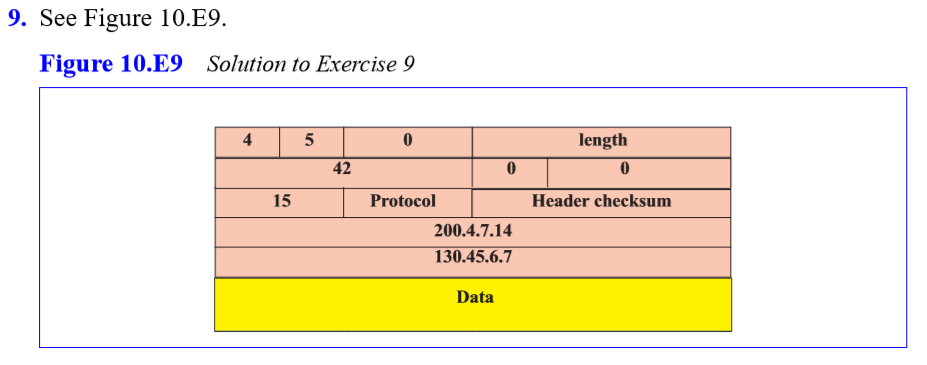 9. See Figure 10.E9.
Figure 10.E9 Solution to Exercise 9
4 5 0 length
42 0 0
15 Protocol Header checksum
200.4.7.14
130.45.6.7
Data